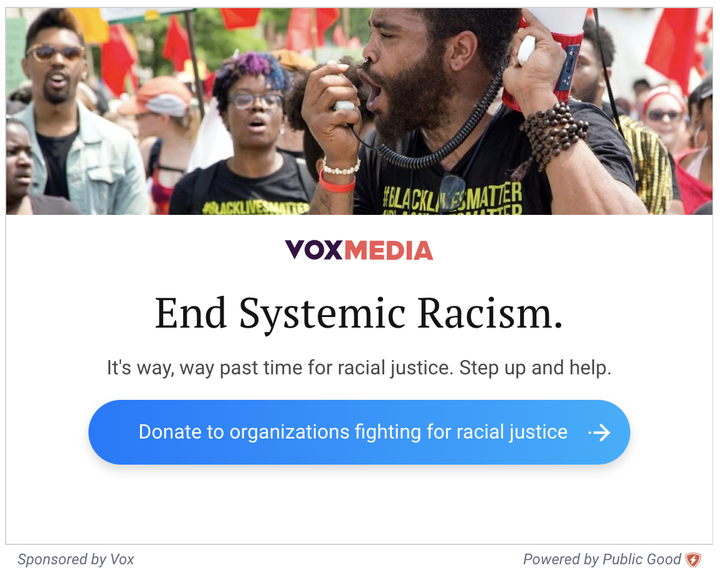 #BLACKLIVESMATTER
#BLACKLIVESMATTER
#BLACKLIVESMATTER
VOXMEDIA
End Systemic Racism.
It's way, way past time for racial justice. Step up and help.
Donate to organizations fighting for racial justice
Sponsored by Vox
Powered by Public Good